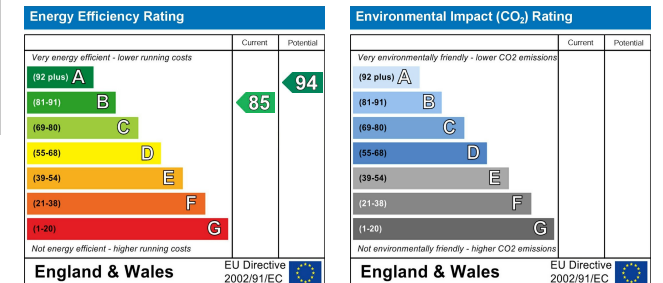 Energy Efficiency Rating
Current Potential
Very energy efficient - lower running costs
(92 plus) A
(81-91) B
(69-80) C
(55-68) D
(39-54) E
(21-38) F
(1-20) G
85
94
Not energy efficient - higher running costs
England & Wales
EU Directive
2002/91/EC
Environmental Impact (CO₂) Rating
Current Potential
Very environmentally friendly - lower CO2 emissions
(92 plus) A
(81-91) B
(69-80) C
(55-68) D
(39-54) E
(21-38) F
(1-20) G
Not environmentally friendly - higher CO2 emissions
England & Wales
EU Directive
2002/91/EC